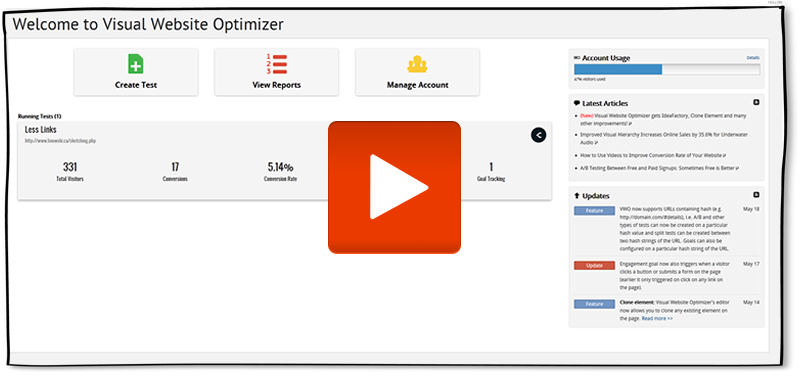 Welcome to Visual Website Optimizer
Create Test
1
2
3
View Reports
Manage Account
Running Tests (1)
Less Links
331
Total Visitors
17
Conversions
5.14%
Conversion Rate
1
Goal Tracking
Account Usage
Details
47% visitors used
Latest Articles
(New) Visual Website Optimizer gets IdeaFactory, Clone Element and many
other improvements!
Improved Visual Hierarchy Increases Online Sales by 35.6% for Underwater
Audio
How to Use Videos to Improve Conversion Rate of Your Website
A/B Testing Between Free and Paid Signups: Sometimes Free is Better
Updates
Feature
VWO now supports URLs containing hash (e.g.
May 18
http://domain.com/#details), i.e. A/B and other
types of tests can now be created on a particular
hash value and split tests can be created between
two hash strings of the URL. Goals can also be
configured on a particular hash string of the URL.
Update
Engagement goal now also triggers when a visitor
May 17
clicks a button or submits a form on the page
(earlier it only triggered on click on any link on
the page).
Feature
Clone element: Visual Website Optimizer's editor
May 14
now allows you to clone any existing element on
the page. Read more >>